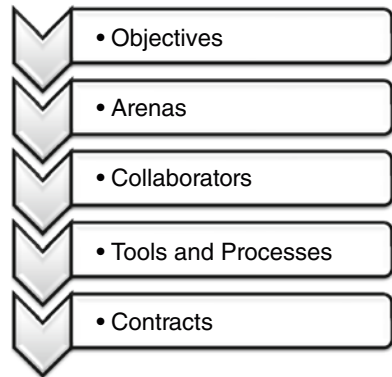 • Objectives
• Arenas
• Collaborators
• Tools and Processes
• Contracts